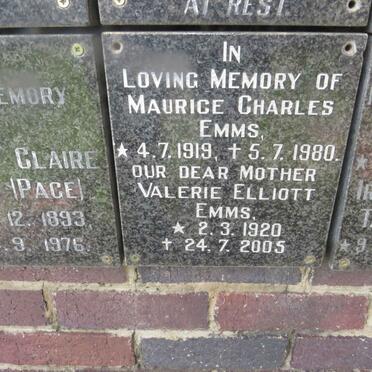 AT REST
EMORY
CLAIRE
(PACE)
12.1893
9.1976
IN
LOVING MEMORY OF
MAURICE CHARLES
EMMS,
★ 4.7.1919, ✝ 5.7.1980.
OUR DEAR MOTHER
VALERIE ELLIOTT
EMMS,
★ 2.3.1920
✝ 24.7.2005